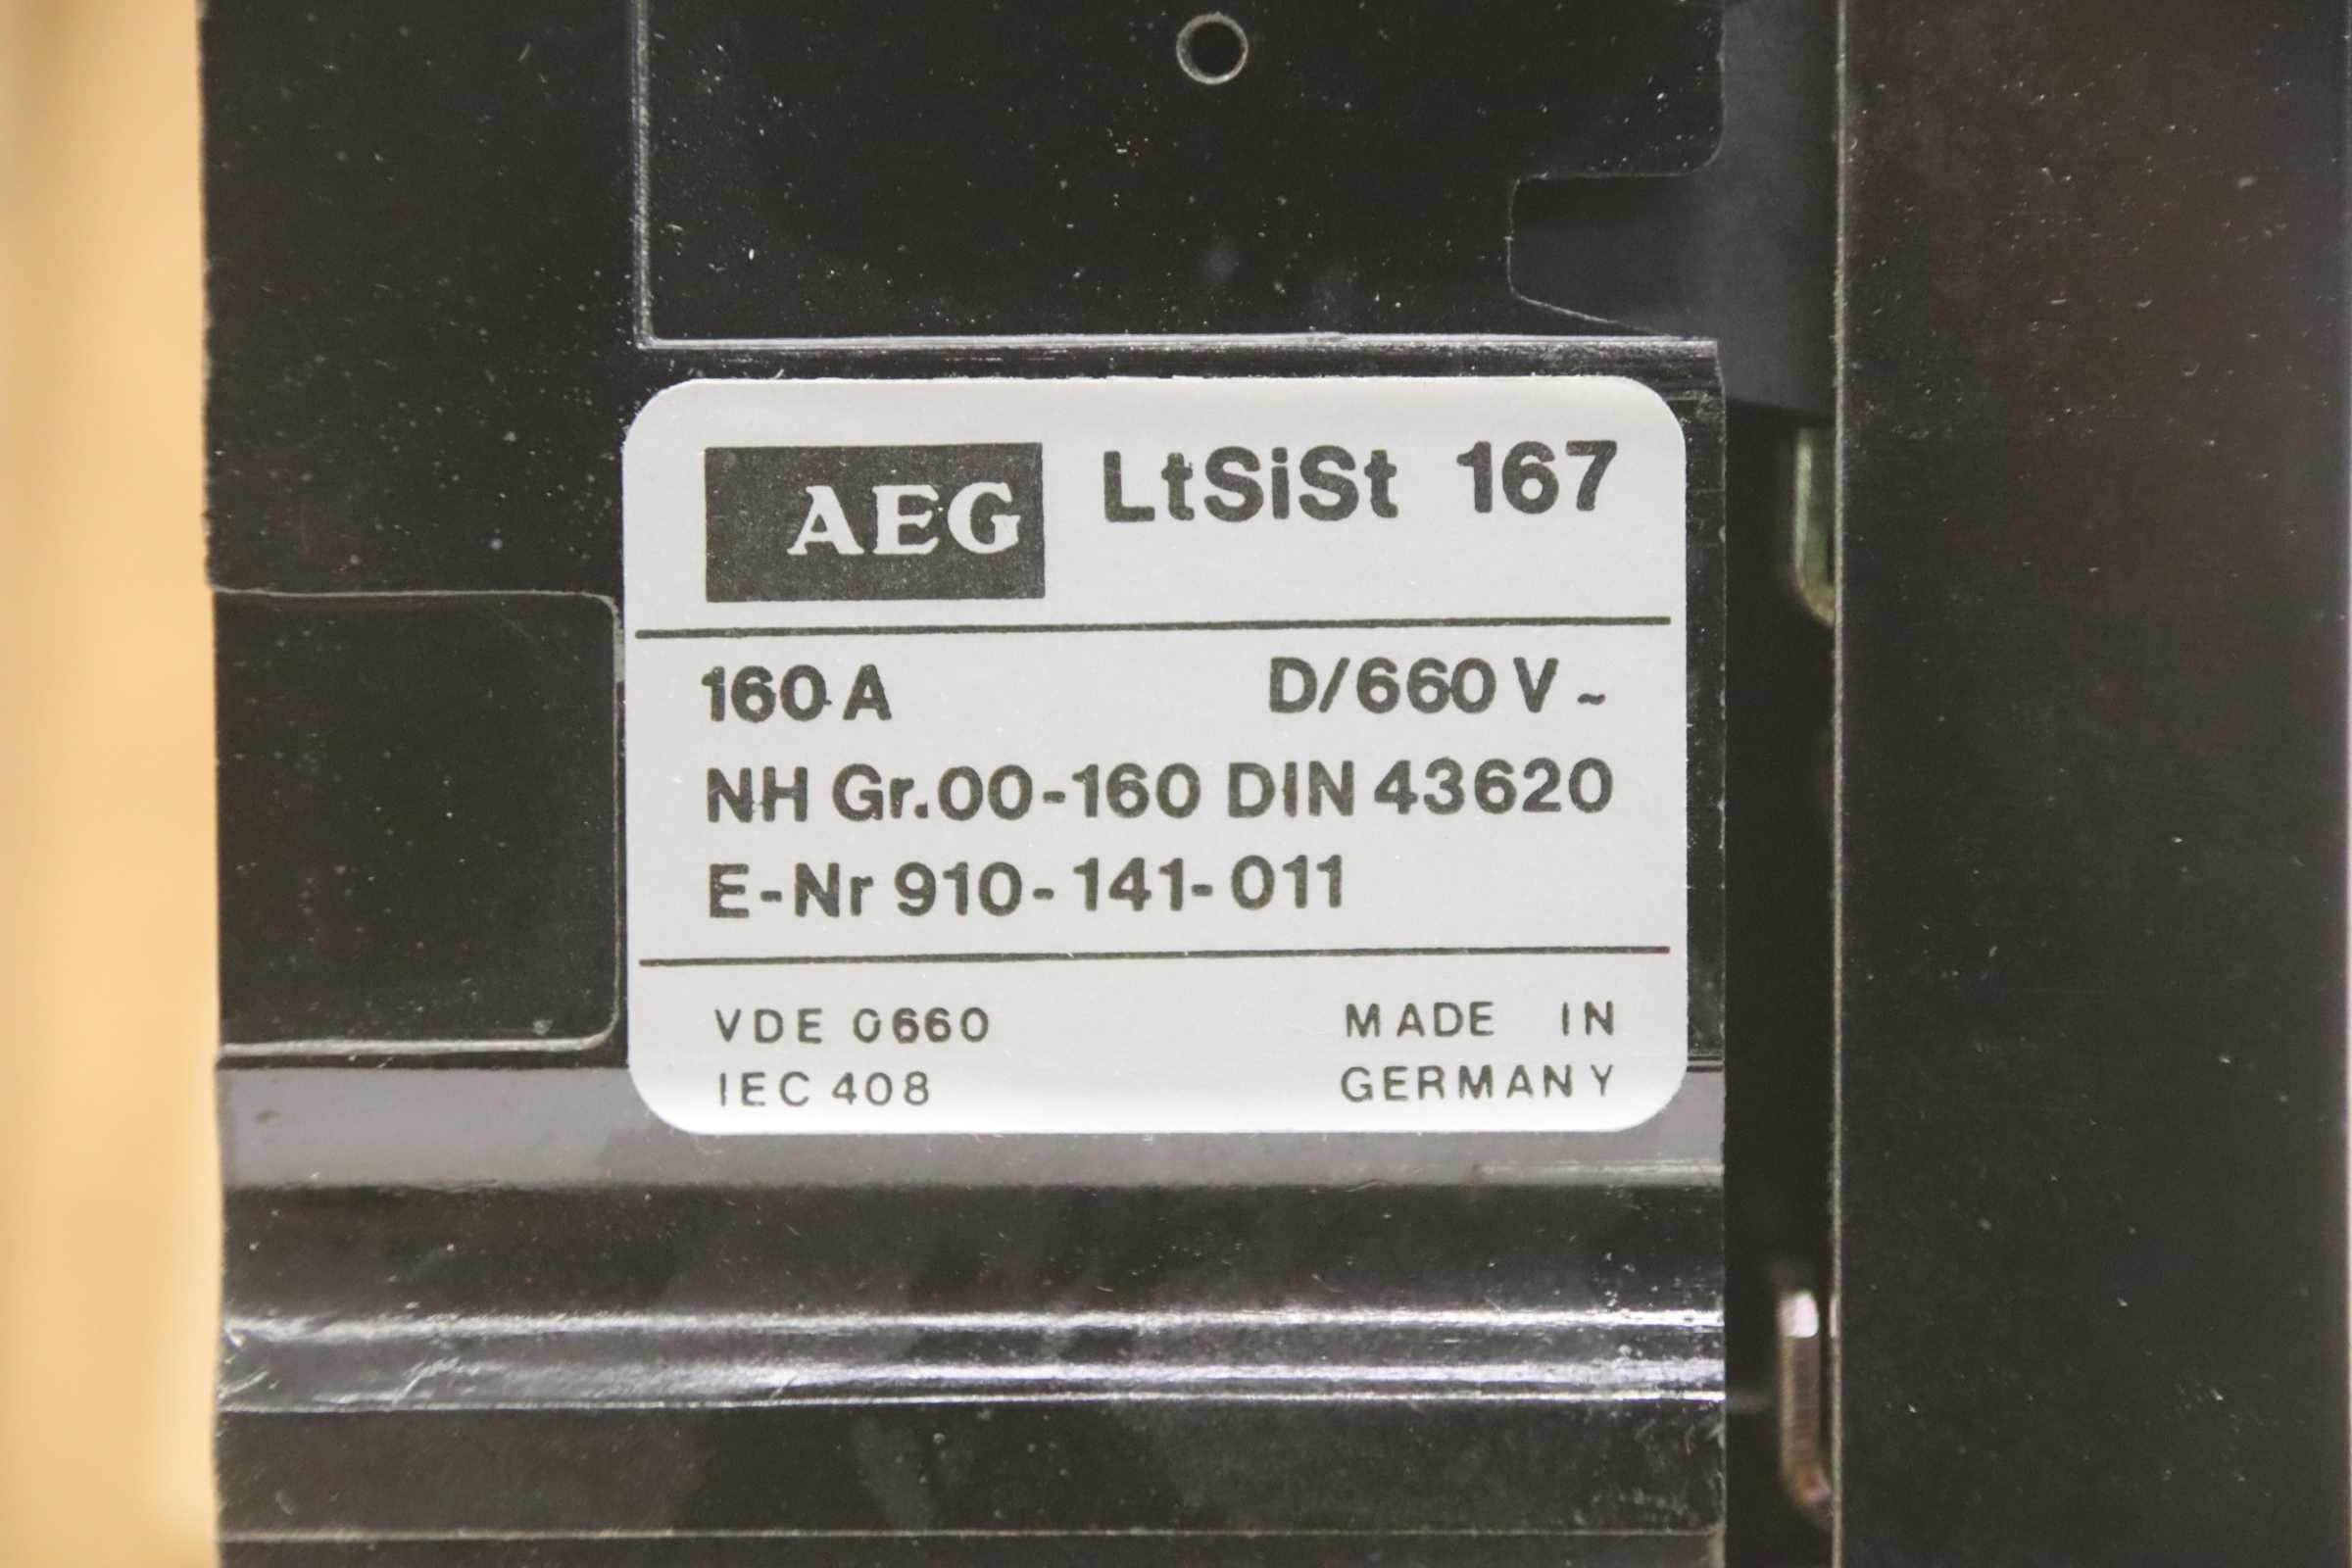 AEG LtSiSt 167
160 A D/660 V ~
NH Gr.00-160 DIN 43620
E-Nr 910-141-011
VDE 0660 MADE IN
IEC 408 GERMANY